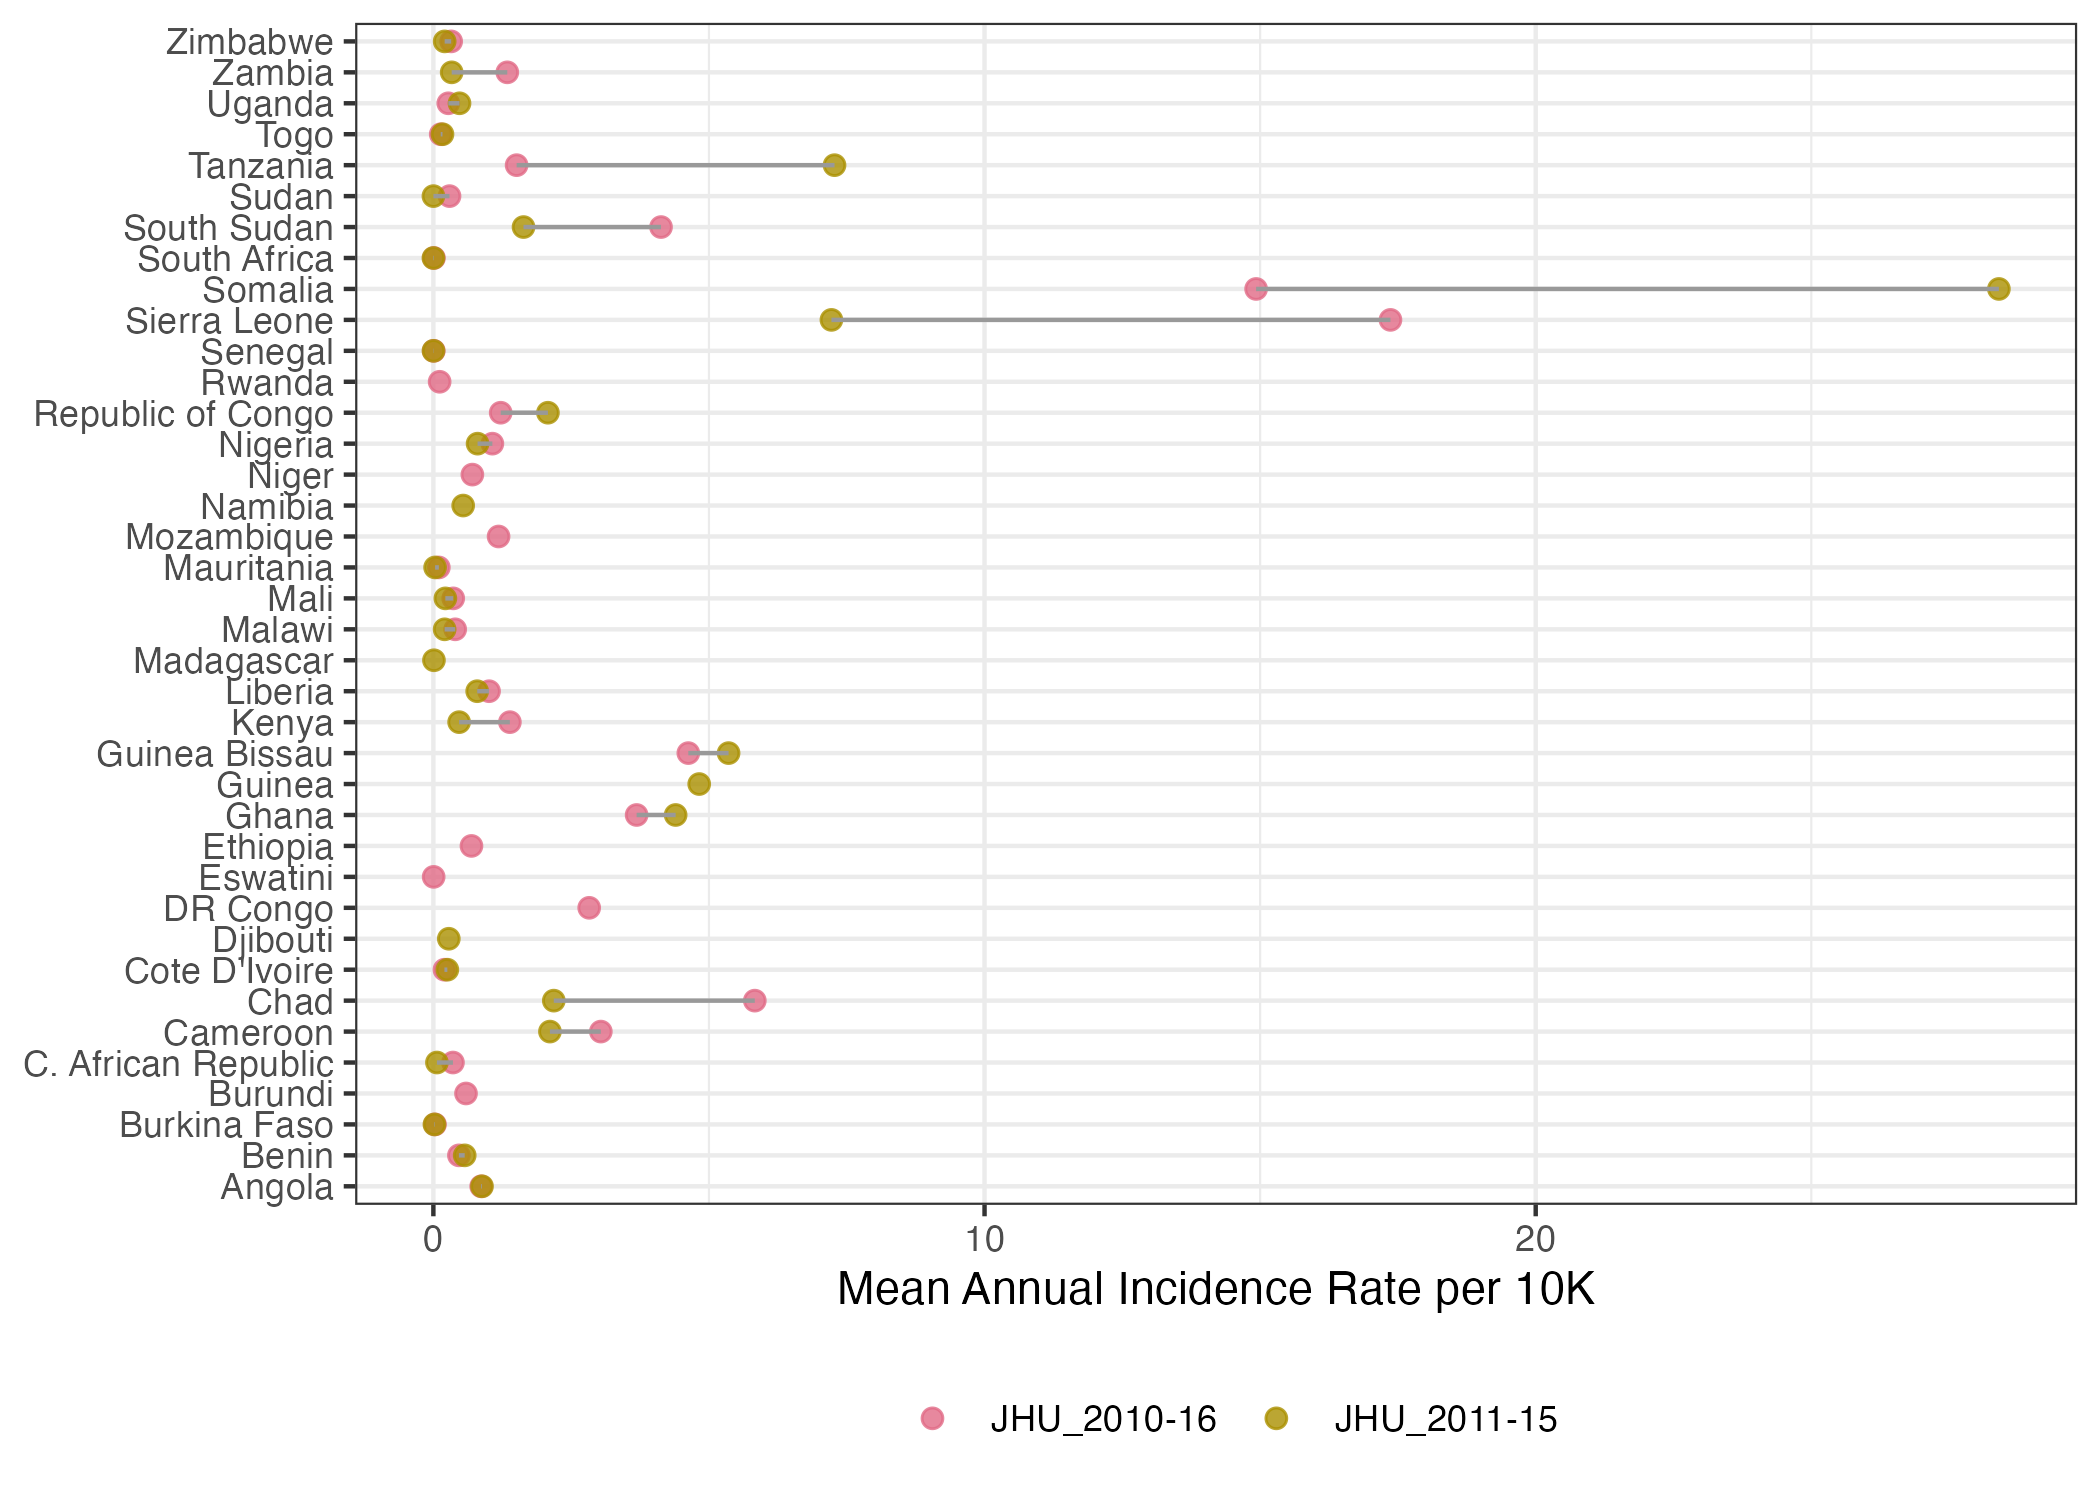 Zimbabwe
Zambia
Uganda
Togo
Tanzania
Sudan
South Sudan
South Africa
Somalia
Sierra Leone
Senegal
Rwanda
Republic of Congo
Nigeria
Niger
Namibia
Mozambique
Mauritania
Mali
Malawi
Madagascar
Liberia
Kenya
Guinea Bissau
Guinea
Ghana
Ethiopia
Eswatini
DR Congo
Djibouti
Cote D'Ivoire
Chad
Cameroon
C. African Republic
Burundi
Burkina Faso
Benin
Angola
0 10 20
Mean Annual Incidence Rate per 10K
JHU_2010-16 JHU_2011-15